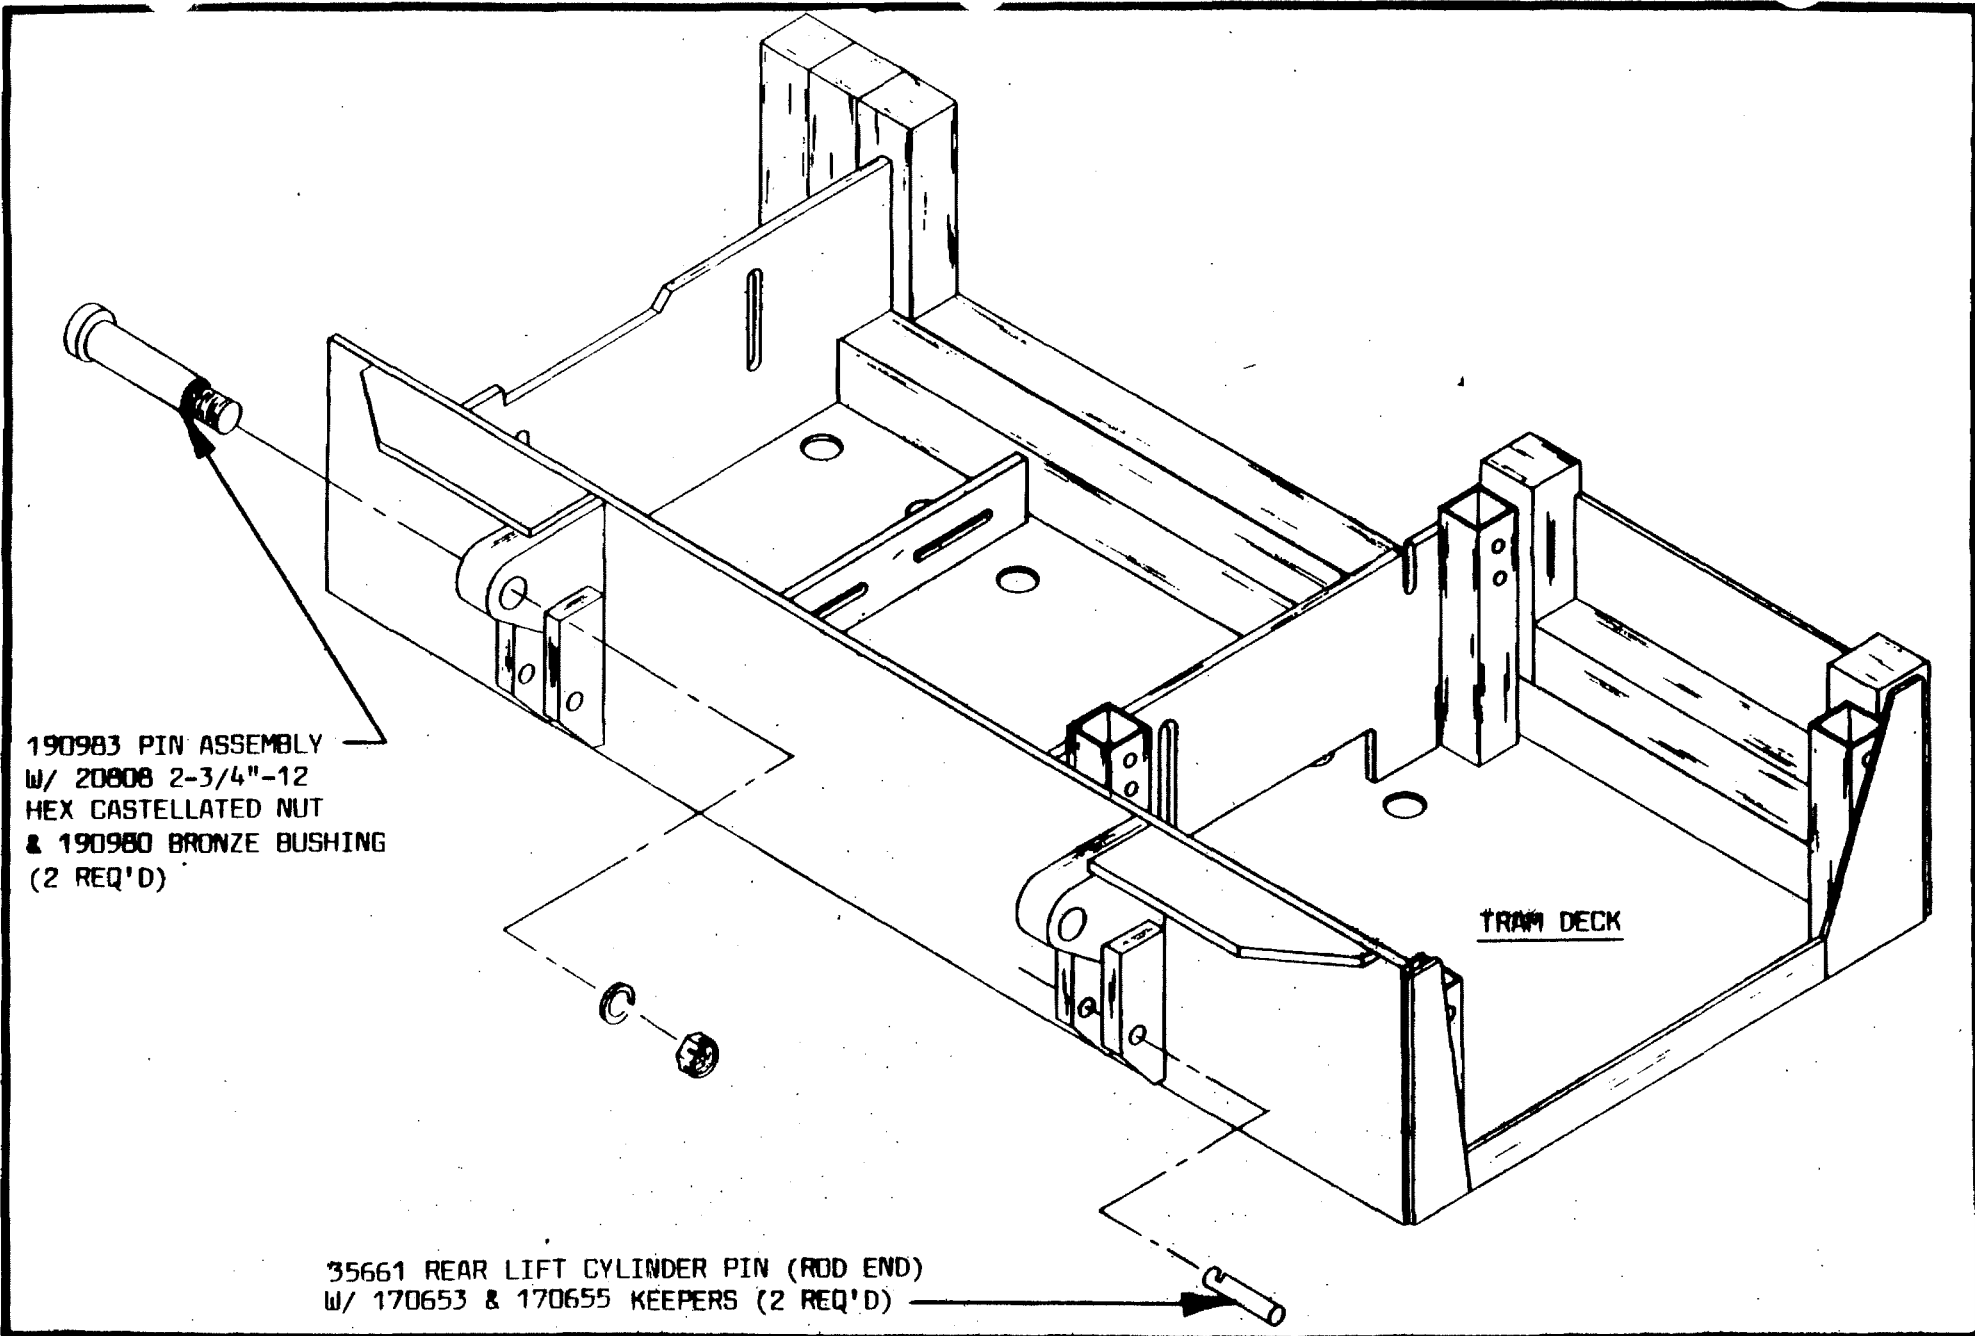 190983 PIN ASSEMBLY
W/ 20808 2-3/4"-12
HEX CASTELLATED NUT
& 190980 BRONZE BUSHING
(2 REQ'D)
TRAM DECK
35661 REAR LIFT CYLINDER PIN (ROD END)
W/ 170653 & 170655 KEEPERS (2 REQ'D)